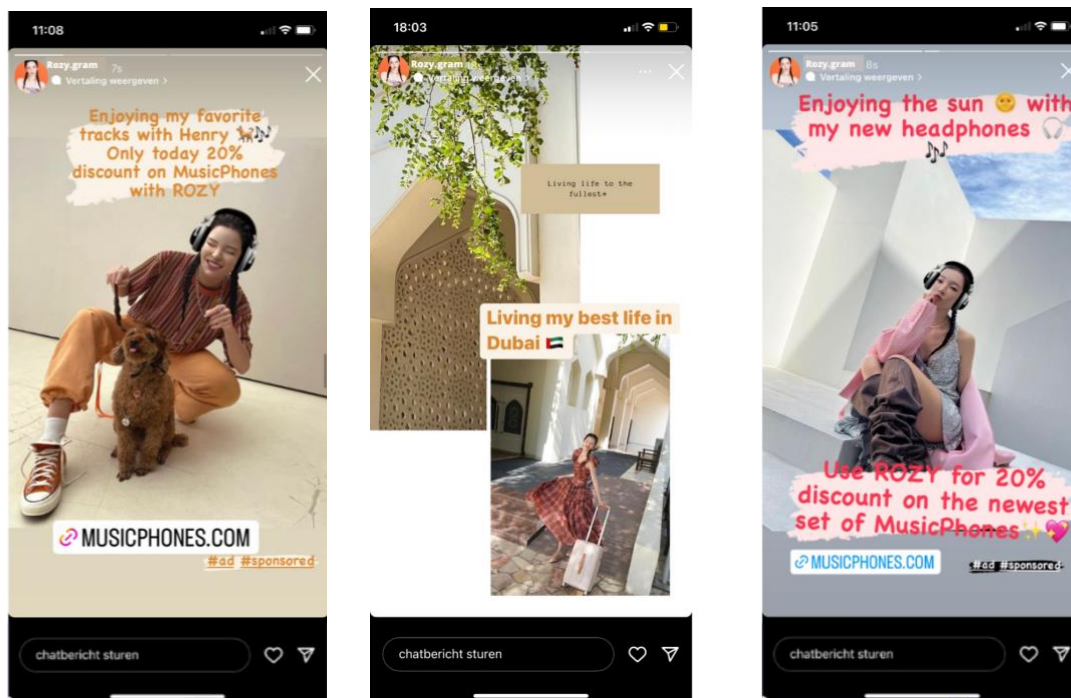 11:08
Rozy.gram 7s
Vertaling weergeven >
Enjoying my favorite
tracks with Henry 🐩🎶
Only today 20%
discount on MusicPhones
with ROZY
MUSICPHONES.COM
#ad #sponsored
chatbericht sturen
18:03
Rozy.gram
Vertaling weergeven >
Living life to the
fullest*
Living my best life in
Dubai 🇦🇪
chatbericht sturen
11:05
Rozy.gram 8s
Vertaling weergeven >
Enjoying the sun 🌞 with
my new headphones 🎧
🎶
Use ROZY for 20%
discount on the newest
set of MusicPhones✨💖
MUSICPHONES.COM
#ad #sponsored
chatbericht sturen